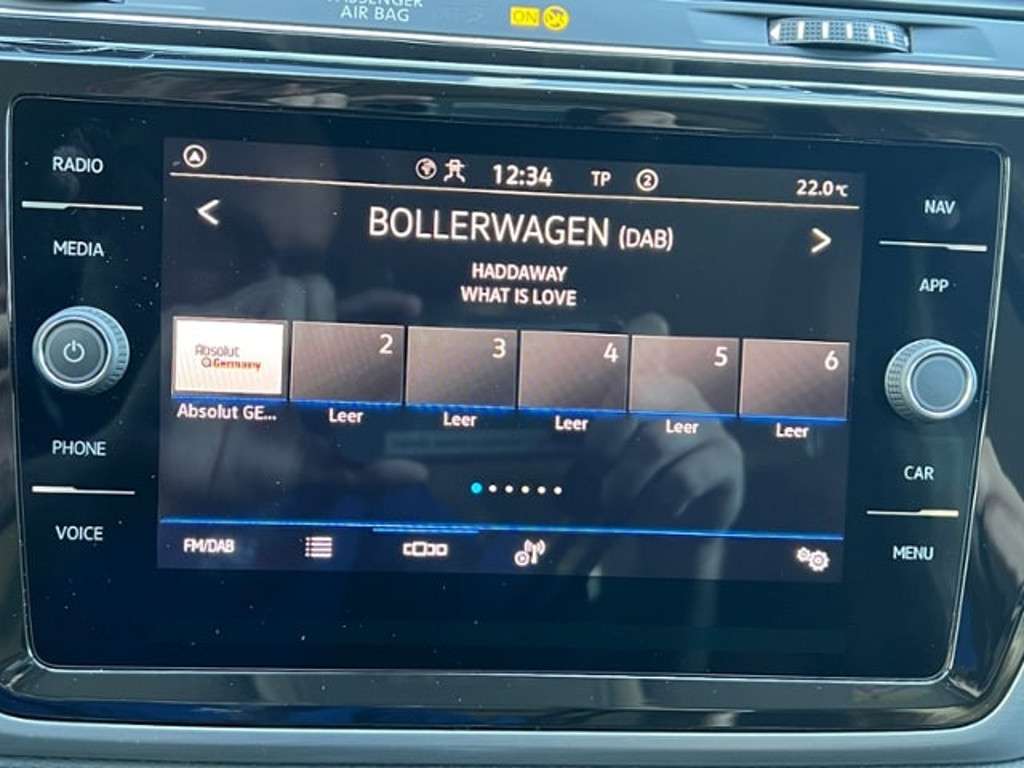 PASSENGER
AIR BAG
ON
RADIO
MEDIA
PHONE
VOICE
12:34 TP 2 22.0°C
< BOLLERWAGEN (DAB) >
HADDAWAY
WHAT IS LOVE
Absolut
Germany
2 3 4 5 6
Absolut GE... Leer Leer Leer Leer Leer
FM/DAB
NAV
APP
CAR
MENU